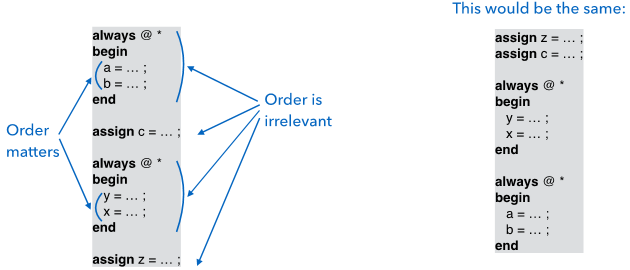 This would be the same:
always @ *
begin
a = ... ;
b = ... ;
end
assign c = ... ;
always @ *
begin
y = ... ;
x = ... ;
end
assign z = ... ;
Order
matters
Order is
irrelevant
assign z = ... ;
assign c = ... ;
always @ *
begin
y = ... ;
x = ... ;
end
always @ *
begin
a = ... ;
b = ... ;
end